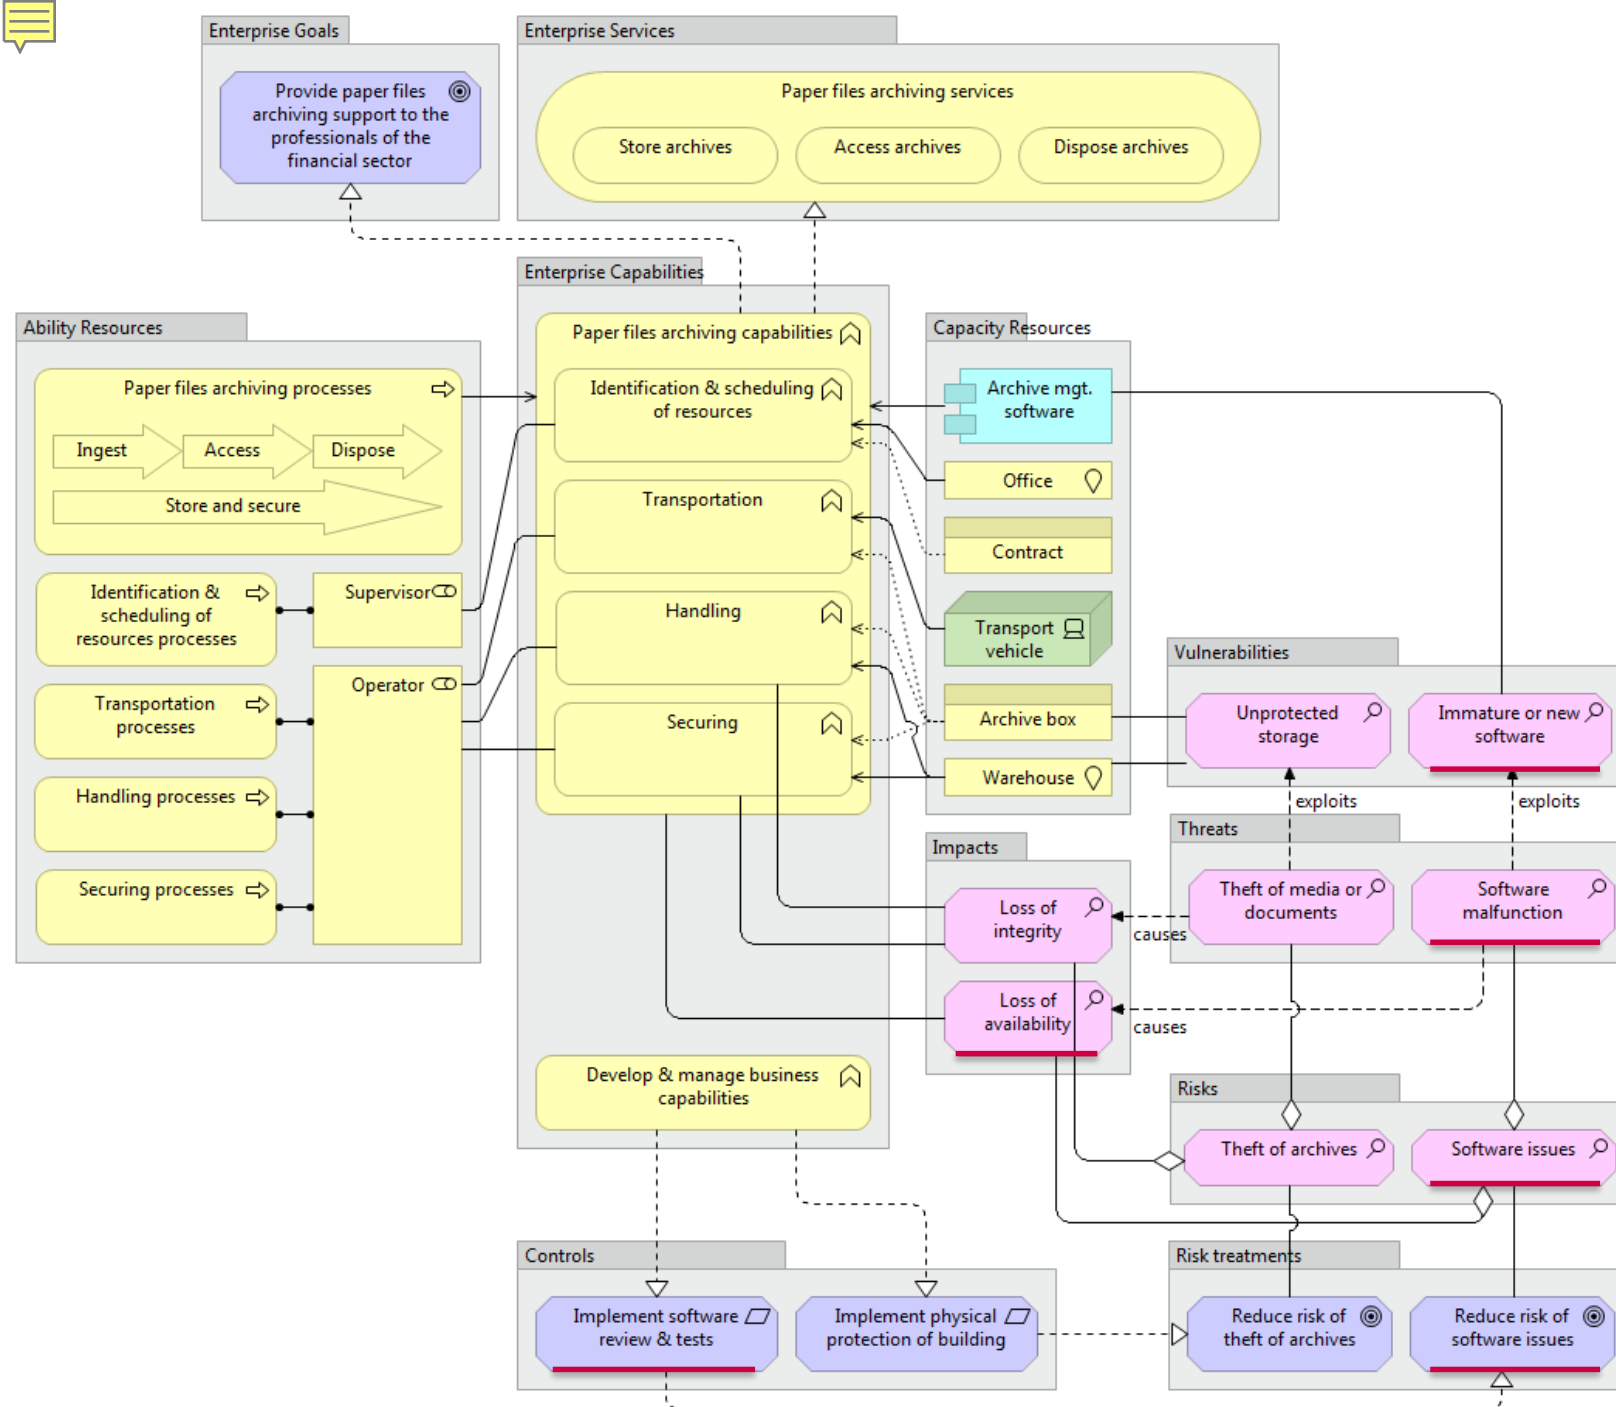 Enterprise Goals
Provide paper files
archiving support to the
professionals of the
financial sector
Enterprise Services
Paper files archiving services
Store archives
Access archives
Dispose archives
Enterprise Capabilities
Paper files archiving capabilities
Identification & scheduling
of resources
Transportation
Handling
Securing
Develop & manage business
capabilities
Ability Resources
Paper files archiving processes
Ingest
Access
Dispose
Store and secure
Identification &
scheduling of
resources processes
Supervisor
Transportation
processes
Operator
Handling processes
Securing processes
Capacity Resources
Archive mgt.
software
Office
Contract
Transport
vehicle
Archive box
Warehouse
Vulnerabilities
Unprotected
storage
Immature or new
software
exploits
exploits
Threats
Theft of media or
documents
Software
malfunction
causes
causes
Impacts
Loss of
integrity
Loss of
availability
Risks
Theft of archives
Software issues
Controls
Implement software
review & tests
Implement physical
protection of building
Risk treatments
Reduce risk of
theft of archives
Reduce risk of
software issues